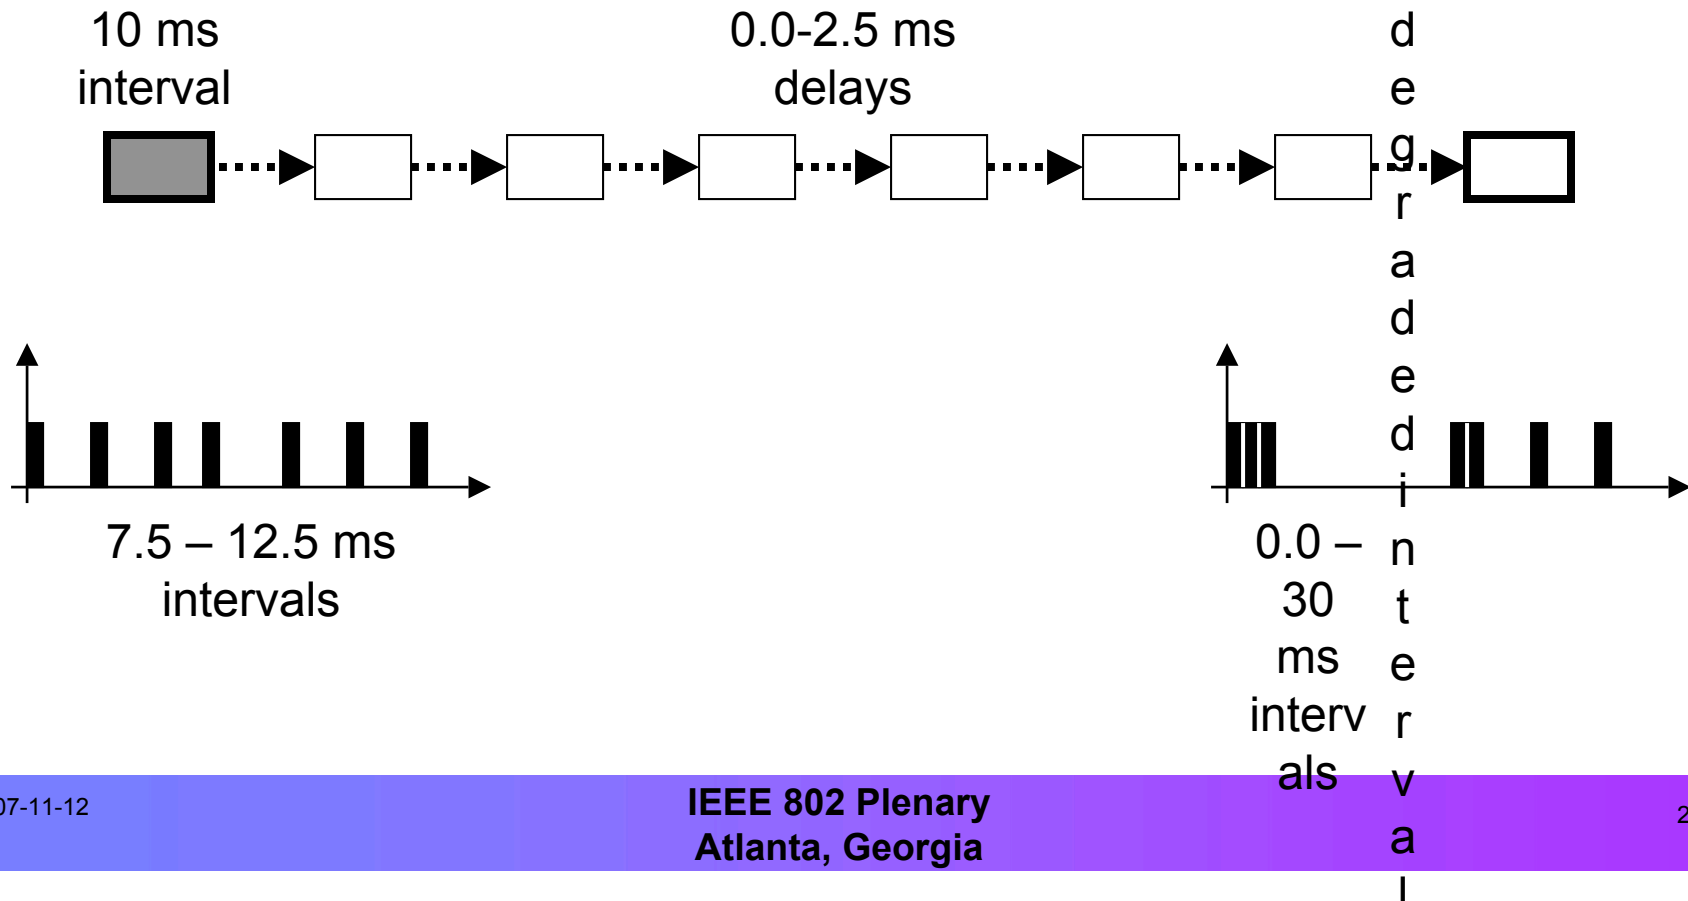 10 ms
interval
0.0-2.5 ms
delays
d
e
g
r
a
d
e
d
i
n
t
e
r
v
a
l
7.5 – 12.5 ms
intervals
0.0 –
30
ms
interv
als
07-11-12
IEEE 802 Plenary
Atlanta, Georgia
2